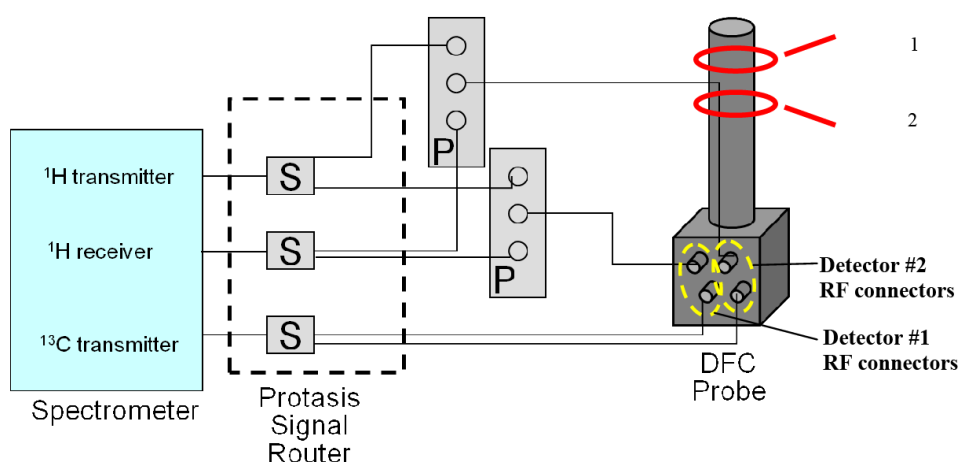 ¹H transmitter
¹H receiver
¹³C transmitter
Spectrometer
S
S
S
Protasis
Signal
Router
P
P
1
2
Detector #2
RF connectors
Detector #1
RF connectors
DFC
Probe